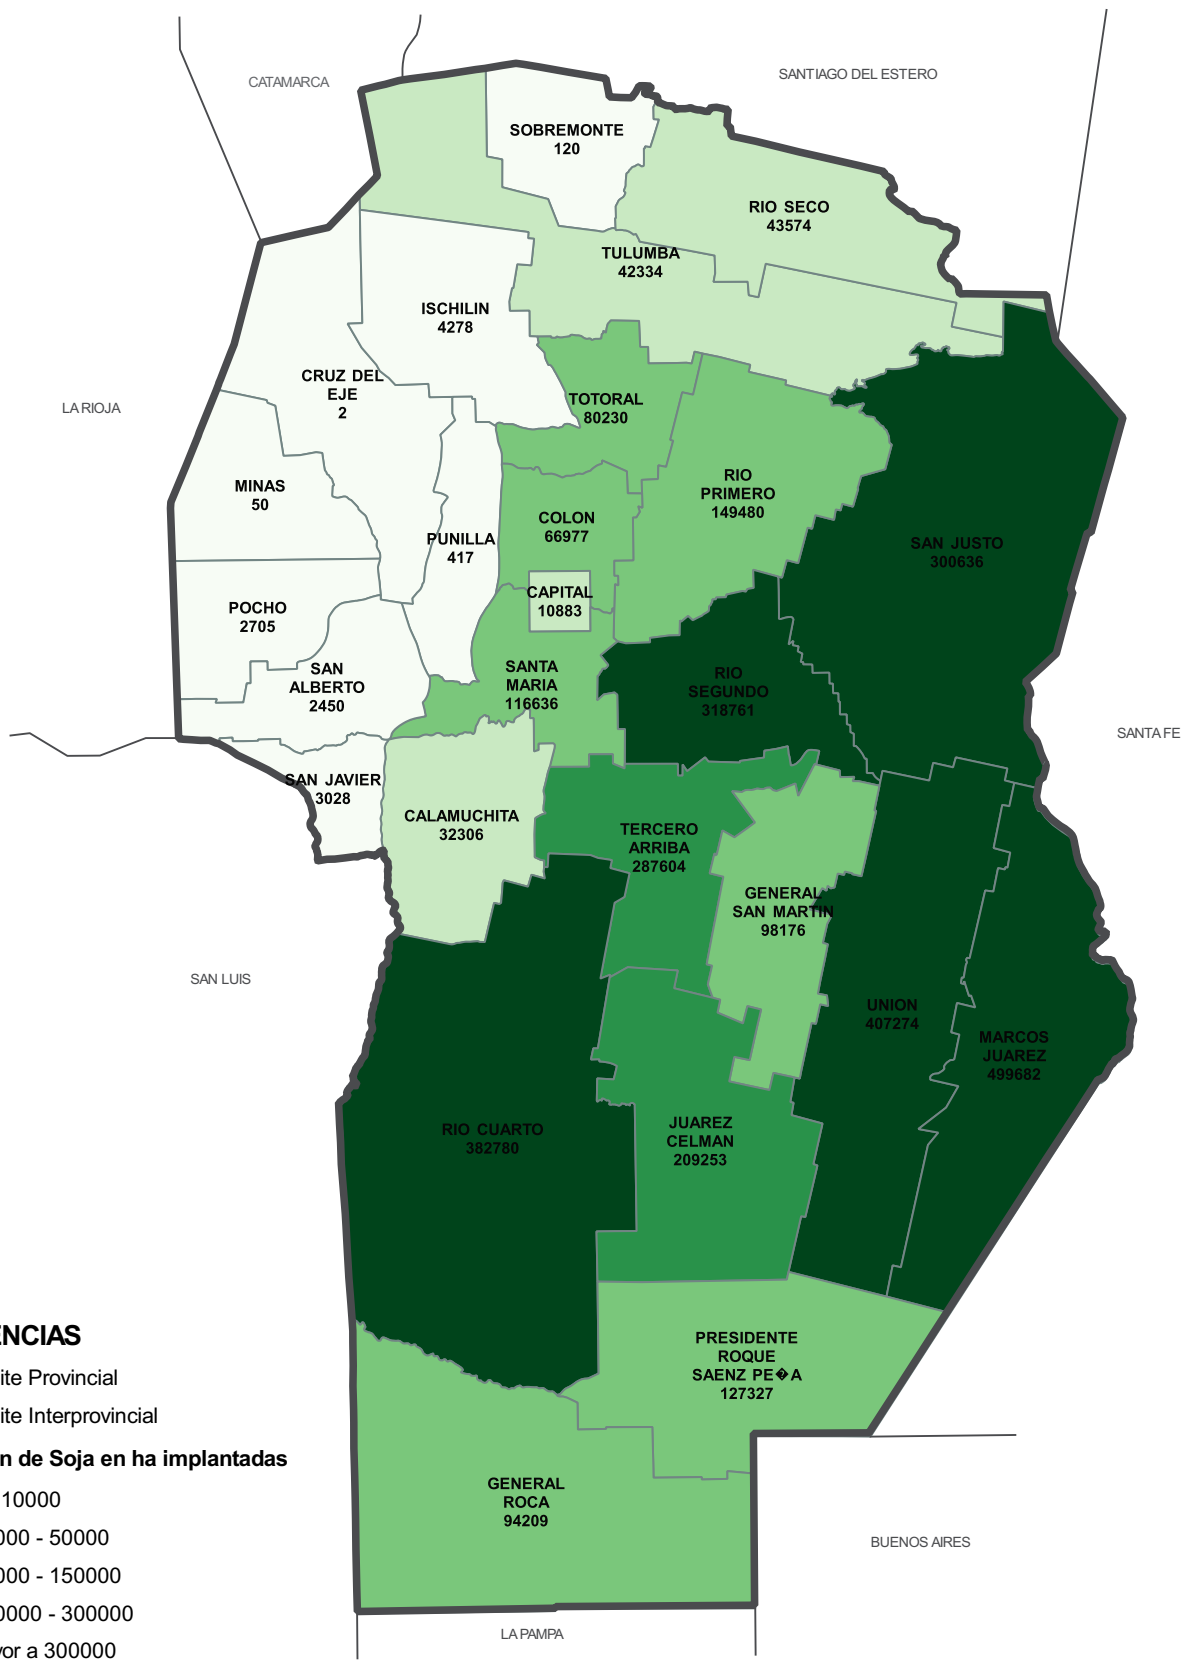 CATAMARCA
SANTIAGO DEL ESTERO
SOBREMONTE
120
RIO SECO
43574
TULUMBA
42334
ISCHILIN
4278
CRUZ DEL
EJE
2
LA RIOJA
TOTORAL
80230
MINAS
50
RIO
PRIMERO
149480
COLON
66977
PUNILLA
417
SAN JUSTO
300636
CAPITAL
10883
POCHO
2705
SAN
ALBERTO
2450
SANTA
MARIA
116636
RIO
SEGUNDO
318761
SANTA FE
SAN JAVIER
3028
CALAMUCHITA
32306
TERCERO
ARRIBA
287604
GENERAL
SAN MARTIN
98176
SAN LUIS
UNION
407274
MARCOS
JUAREZ
499682
RIO CUARTO
382780
JUAREZ
CELMAN
209253
PRESIDENTE
ROQUE
SAENZ PE�A
127327
GENERAL
ROCA
94209
BUENOS AIRES
LA PAMPA
ENCIAS
ite Provincial
ite Interprovincial
n de Soja en ha implantadas
10000
000 - 50000
000 - 150000
0000 - 300000
or a 300000